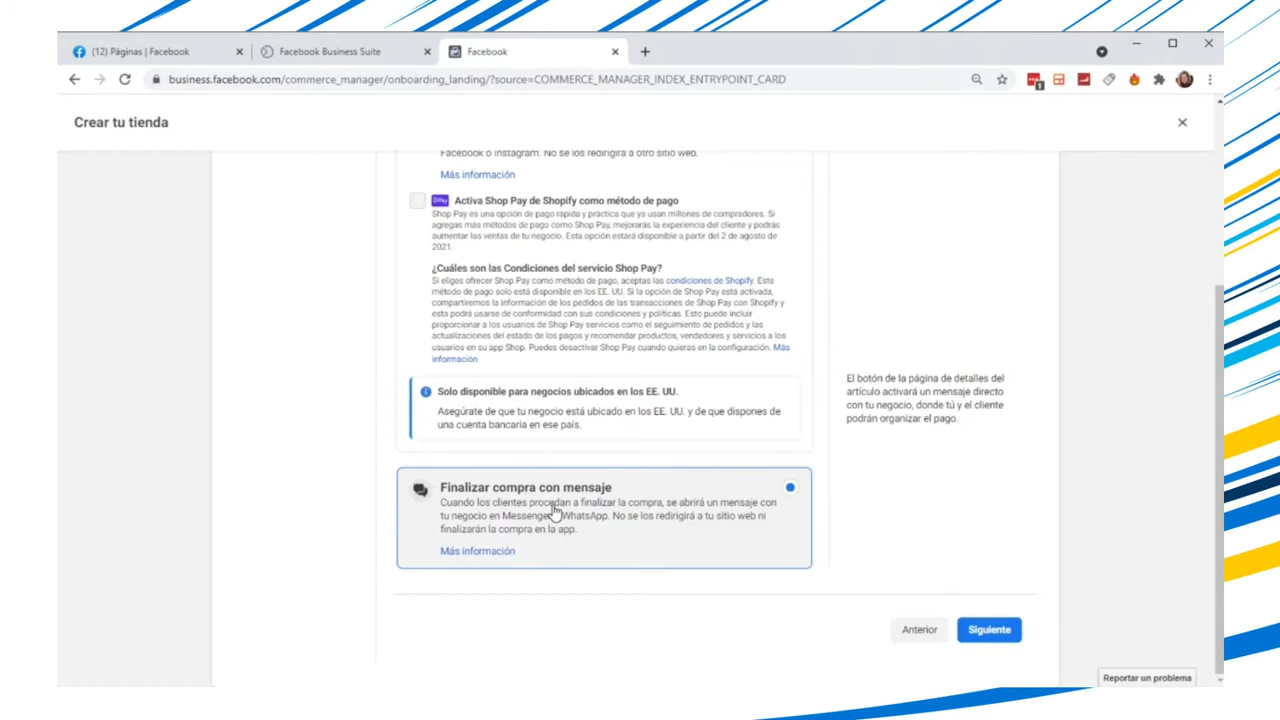 (12) Páginas | Facebook
Facebook Business Suite
Facebook
business.facebook.com/commerce_manager/onboarding_landing/?source=COMMERCE_MANAGER_INDEX_ENTRYPOINT_CARD
1
Crear tu tienda
Facebook o Instagram. No se los redirigirá a otro sitio web.
Más información
Pay Activa Shop Pay de Shopify como método de pago
Shop Pay es una opción de pago rápida y práctica que ya usan millones de compradores. Si
agregas más métodos de pago como Shop Pay, mejorarás la experiencia del cliente y podrás
aumentar las ventas de tu negocio. Esta opción estará disponible a partir del 2 de agosto de
2021.
¿Cuáles son las Condiciones del servicio Shop Pay?
Si eliges ofrecer Shop Pay como método de pago, aceptas las condiciones de Shopify. Este
método de pago solo está disponible en los EE. UU. Si la opción de Shop Pay está activada,
compartiremos la información de los pedidos de las transacciones de Shop Pay con Shopify y
esta podrá usarse de conformidad con sus condiciones y políticas. Esto puede incluir
proporcionar a los usuarios de Shop Pay servicios como el seguimiento de pedidos y las
actualizaciones del estado de los pagos y recomendar productos, vendedores y servicios a los
usuarios en su app Shop. Puedes desactivar Shop Pay cuando quieras en la configuración. Más
información
Solo disponible para negocios ubicados en los EE. UU.
Asegúrate de que tu negocio está ubicado en los EE. UU. y de que dispones de
una cuenta bancaria en ese país.
Finalizar compra con mensaje
Cuando los clientes procedan a finalizar la compra, se abrirá un mensaje con
tu negocio en Messenger WhatsApp. No se los redirigirá a tu sitio web ni
finalizarán la compra en la app.
Más información
El botón de la página de detalles del
artículo activará un mensaje directo
con tu negocio, donde tú y el cliente
podrán organizar el pago.
Anterior
Siguiente
Reportar un problema